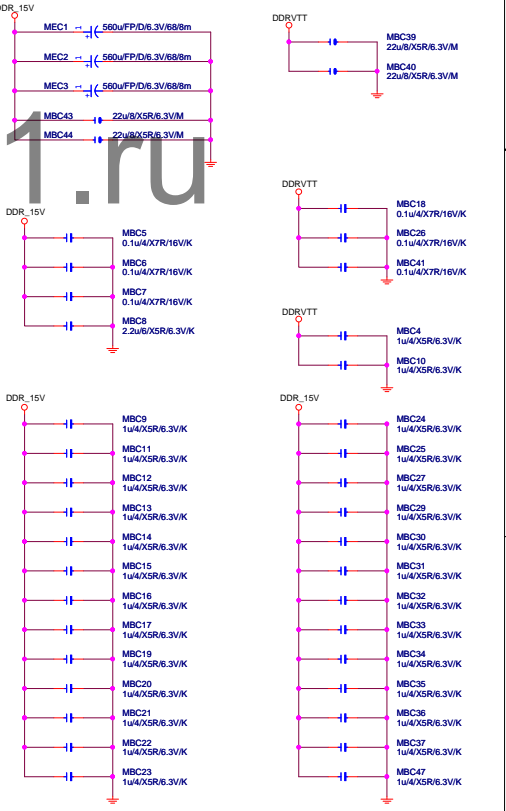 DDR_15V
MEC1 1 + 560u/FP/D/6.3V/68/8m
MEC2 1 + 560u/FP/D/6.3V/68/8m
MEC3 1 + 560u/FP/D/6.3V/68/8m
MBC43 22u/8/X5R/6.3V/M
MBC44 22u/8/X5R/6.3V/M
1.ru
DDRVTT
MBC39
22u/8/X5R/6.3V/M
MBC40
22u/8/X5R/6.3V/M
DDR_15V
MBC5
0.1u/4/X7R/16V/K
MBC6
0.1u/4/X7R/16V/K
MBC7
0.1u/4/X7R/16V/K
MBC8
2.2u/6/X5R/6.3V/K
DDRVTT
MBC18
0.1u/4/X7R/16V/K
MBC26
0.1u/4/X7R/16V/K
MBC41
0.1u/4/X7R/16V/K
DDRVTT
MBC4
1u/4/X5R/6.3V/K
MBC10
1u/4/X5R/6.3V/K
DDR_15V
MBC9
1u/4/X5R/6.3V/K
MBC11
1u/4/X5R/6.3V/K
MBC12
1u/4/X5R/6.3V/K
MBC13
1u/4/X5R/6.3V/K
MBC14
1u/4/X5R/6.3V/K
MBC15
1u/4/X5R/6.3V/K
MBC16
1u/4/X5R/6.3V/K
MBC17
1u/4/X5R/6.3V/K
MBC19
1u/4/X5R/6.3V/K
MBC20
1u/4/X5R/6.3V/K
MBC21
1u/4/X5R/6.3V/K
MBC22
1u/4/X5R/6.3V/K
MBC23
1u/4/X5R/6.3V/K
DDR_15V
MBC24
1u/4/X5R/6.3V/K
MBC25
1u/4/X5R/6.3V/K
MBC27
1u/4/X5R/6.3V/K
MBC29
1u/4/X5R/6.3V/K
MBC30
1u/4/X5R/6.3V/K
MBC31
1u/4/X5R/6.3V/K
MBC32
1u/4/X5R/6.3V/K
MBC33
1u/4/X5R/6.3V/K
MBC34
1u/4/X5R/6.3V/K
MBC35
1u/4/X5R/6.3V/K
MBC36
1u/4/X5R/6.3V/K
MBC37
1u/4/X5R/6.3V/K
MBC47
1u/4/X5R/6.3V/K